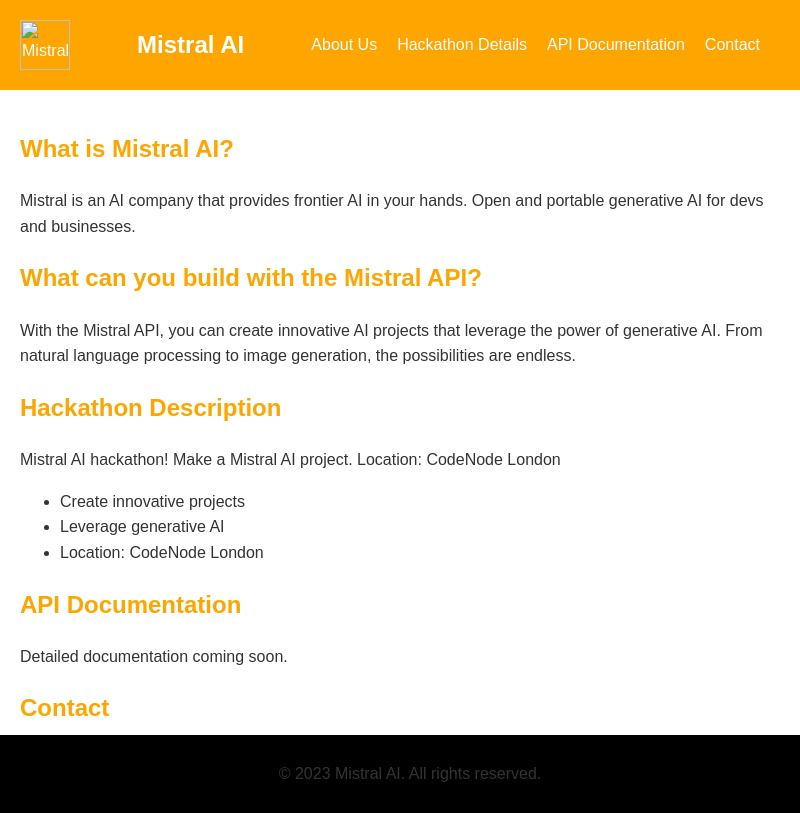 Mistral
Mistral AI
About Us
Hackathon Details
API Documentation
Contact
What is Mistral AI?
Mistral is an AI company that provides frontier AI in your hands. Open and portable generative AI for devs
and businesses.
What can you build with the Mistral API?
With the Mistral API, you can create innovative AI projects that leverage the power of generative AI. From
natural language processing to image generation, the possibilities are endless.
Hackathon Description
Mistral AI hackathon! Make a Mistral AI project. Location: CodeNode London
• Create innovative projects
• Leverage generative AI
• Location: CodeNode London
API Documentation
Detailed documentation coming soon.
Contact
© 2023 Mistral AI. All rights reserved.